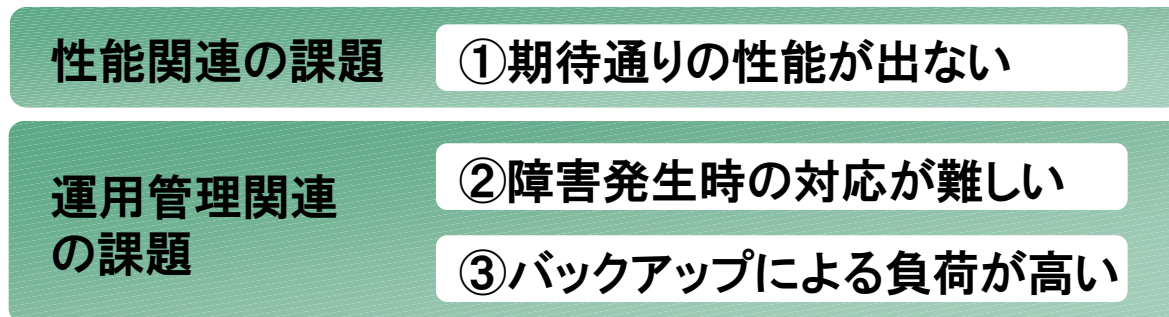 性能関連の課題
①期待通りの性能が出ない
運用管理関連
の課題
②障害発生時の対応が難しい
③バックアップによる負荷が高い